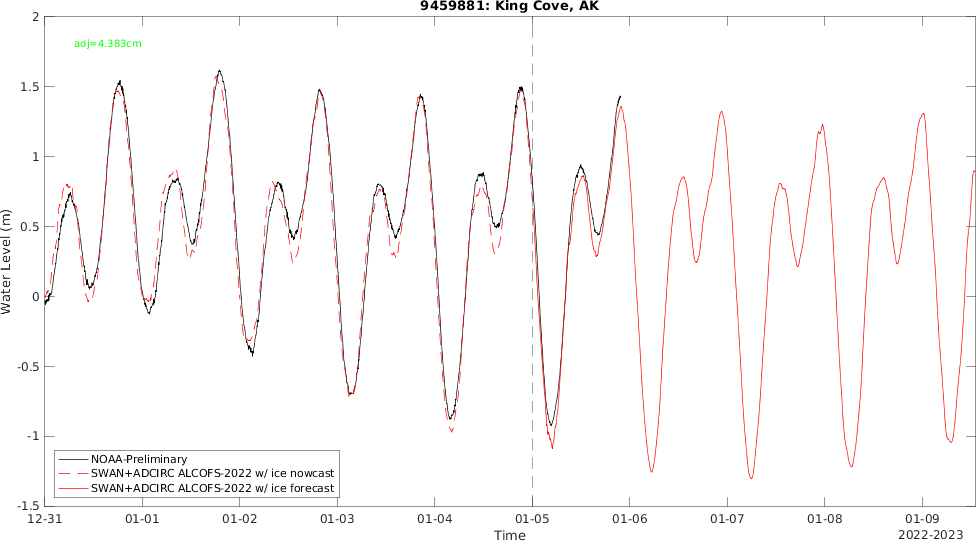 9459881: King Cove, AK
adj=4.383cm
2
1.5
1
0.5
0
-0.5
-1
-1.5
Water Level (m)
NOAA-Preliminary
SWAN+ADCIRC ALCOFS-2022 w/ ice nowcast
SWAN+ADCIRC ALCOFS-2022 w/ ice forecast
12-31 01-01 01-02 01-03 01-04 01-05 01-06 01-07 01-08 01-09
Time
2022-2023